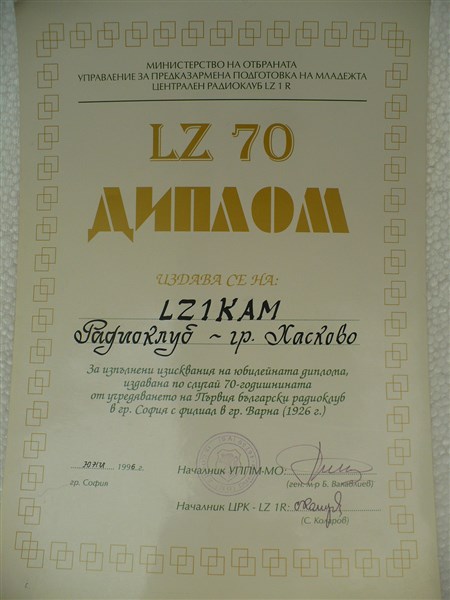 МИНИСТЕРСТВО НА ОТБРАНАТА
УПРАВЛЕНИЕ ЗА ПРЕДКАЗАРМЕНА ПОДГОТОВКА НА МЛАДЕЖТА
ЦЕНТРАЛЕН РАДИОКЛУБ LZ 1 R
LZ 70
ДИПЛОМ
ИЗДАВА СЕ НА:
LZ1KAM
Радиоклуб ~ гр. Хасково
За изпълнени изисквания на юбилейната диплома,
издавана по случай 70-годишнината
от учредяването на Първия български радиоклуб
в гр. София с филиал в гр. Варна (1926 г.)
юни 1996 г.
гр. София
Началник УППМ-МО:
(ген. м-р Б.
Началник ЦРК - LZ 1R:
(С. Коларов)